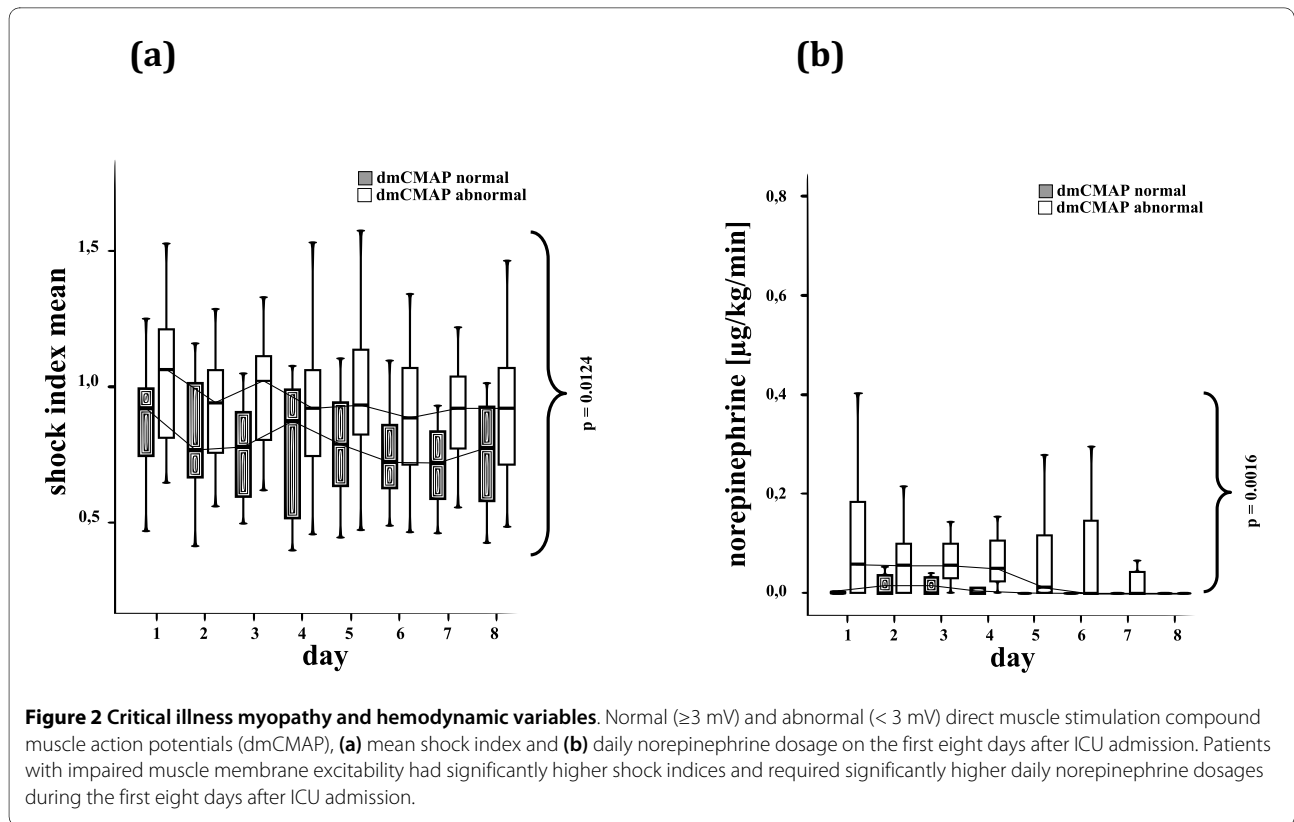 (a)
dmCMAP normal
dmCMAP abnormal
shock index mean
1,5
1,0
0,5
1 2 3 4 5 6 7 8
day
p = 0.0124
(b)
dmCMAP normal
dmCMAP abnormal
norepinephrine [µg/kg/min]
0,8
0,6
0,4
0,2
0,0
1 2 3 4 5 6 7 8
day
p = 0.0016
Figure 2 Critical illness myopathy and hemodynamic variables. Normal (≥3 mV) and abnormal (< 3 mV) direct muscle stimulation compound
muscle action potentials (dmCMAP), (a) mean shock index and (b) daily norepinephrine dosage on the first eight days after ICU admission. Patients
with impaired muscle membrane excitability had significantly higher shock indices and required significantly higher daily norepinephrine dosages
during the first eight days after ICU admission.